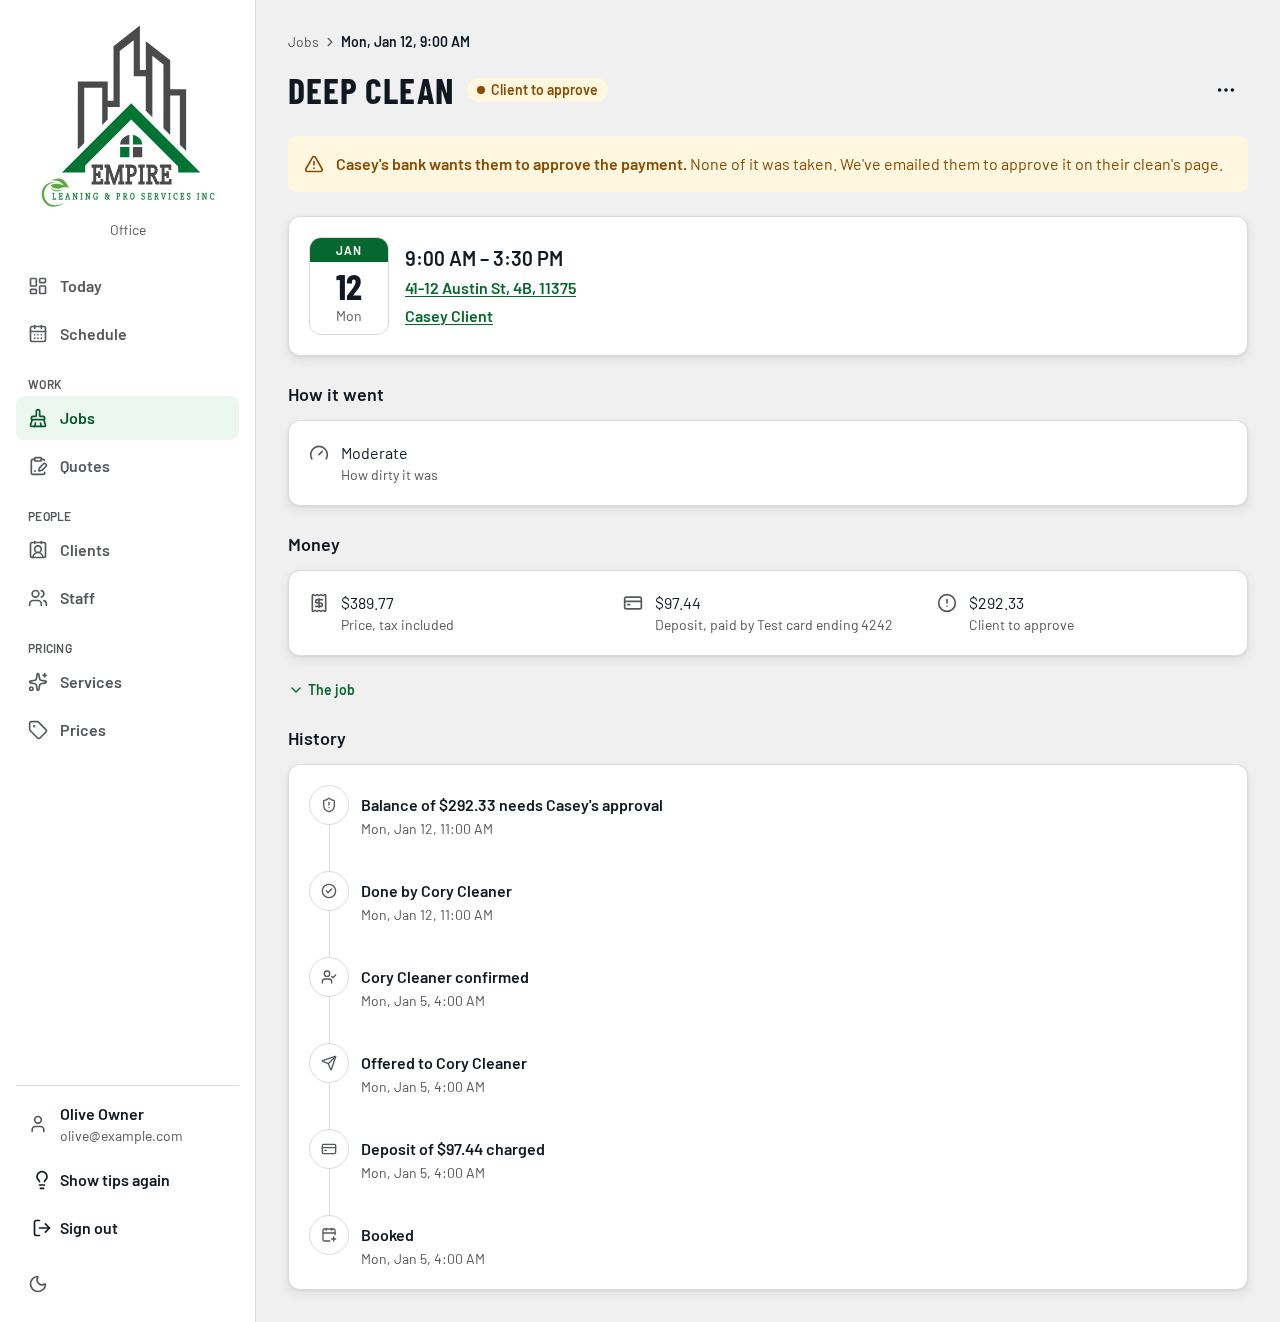 EMPIRE
LEANING & PRO SERVICES INC
Office
Today
Schedule
WORK
Jobs
Quotes
PEOPLE
Clients
Staff
PRICING
Services
Prices
Olive Owner
olive@example.com
Show tips again
Sign out
Jobs > Mon, Jan 12, 9:00 AM
DEEP CLEAN
Client to approve
Casey's bank wants them to approve the payment. None of it was taken. We've emailed them to approve it on their clean's page.
JAN
12
Mon
9:00 AM – 3:30 PM
41-12 Austin St, 4B, 11375
Casey Client
How it went
Moderate
How dirty it was
Money
$389.77
Price, tax included
$97.44
Deposit, paid by Test card ending 4242
$292.33
Client to approve
The job
History
Balance of $292.33 needs Casey's approval
Mon, Jan 12, 11:00 AM
Done by Cory Cleaner
Mon, Jan 12, 11:00 AM
Cory Cleaner confirmed
Mon, Jan 5, 4:00 AM
Offered to Cory Cleaner
Mon, Jan 5, 4:00 AM
Deposit of $97.44 charged
Mon, Jan 5, 4:00 AM
Booked
Mon, Jan 5, 4:00 AM